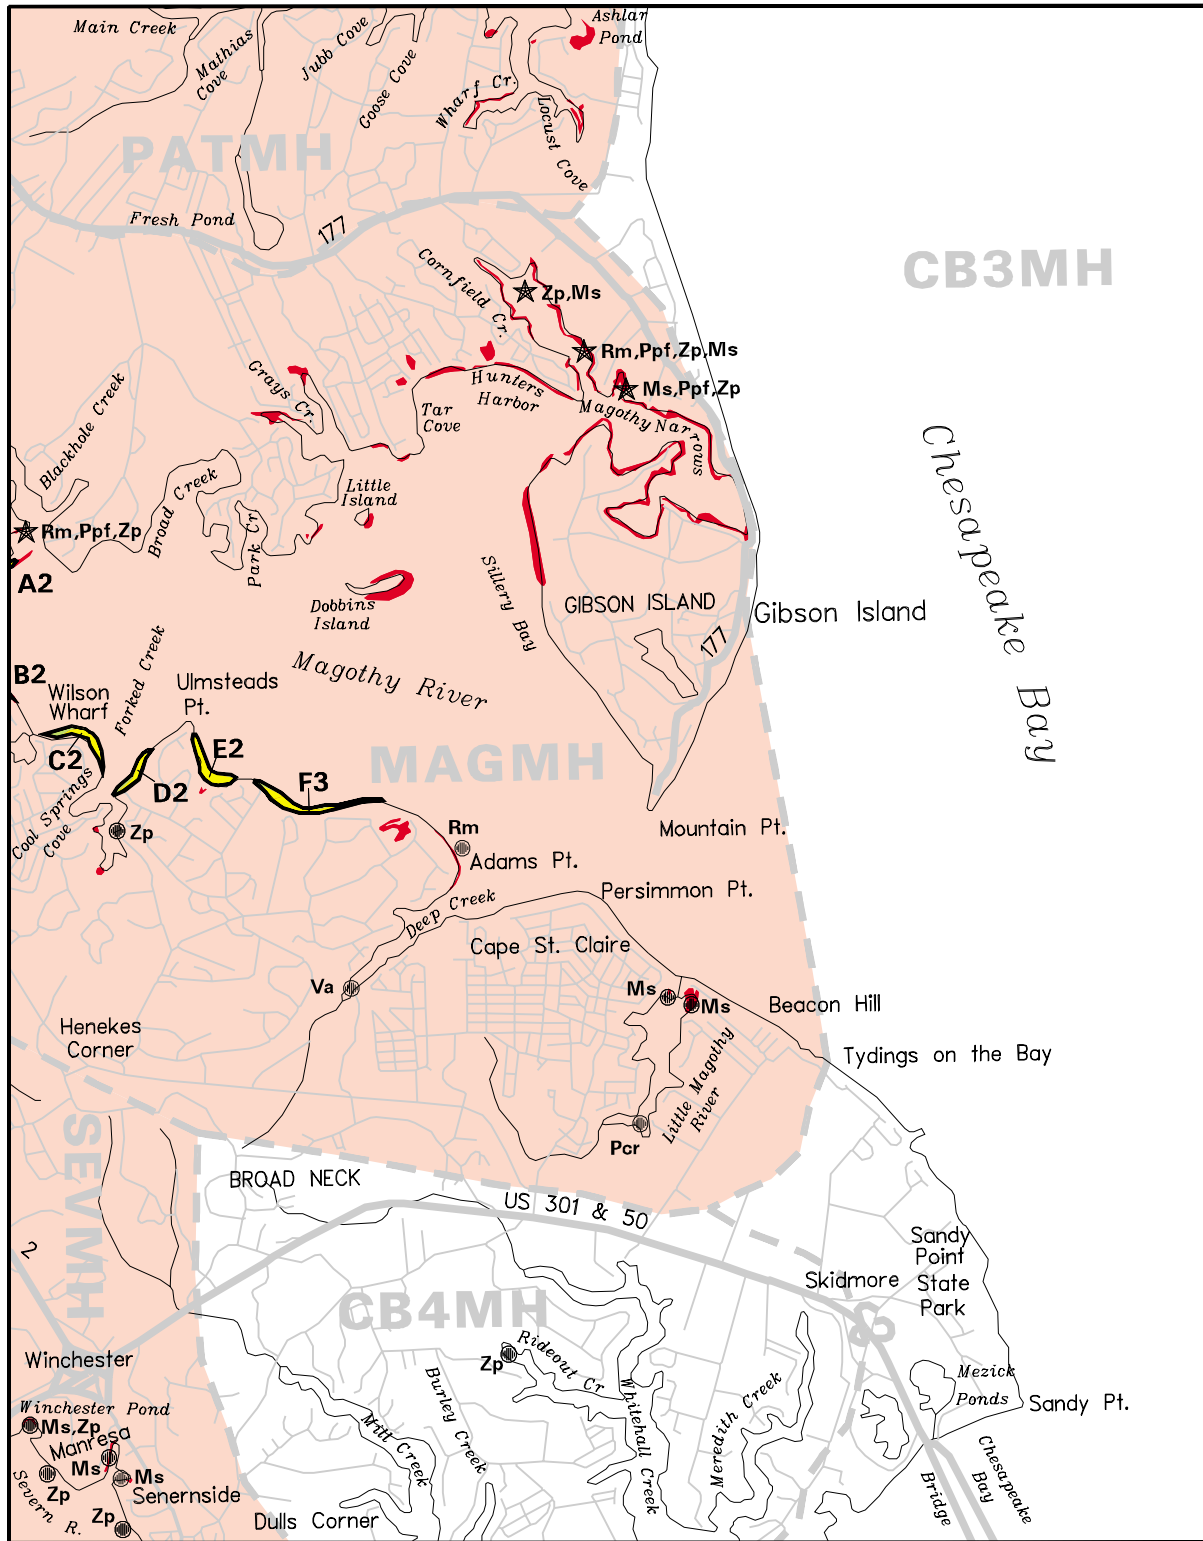 Main Creek
Mathias
Cove
Jubb Cove
Goose Cove
Ashlar
Pond
Wharf Cr.
Locust Cove
PATMH
Fresh Pond
177
CB3MH
Cornfield Cr.
Zp,Ms
Rm,Ppf,Zp,Ms
Ms,Ppf,Zp
Grays Cr.
Hunters
Harbor
Tar
Cove
Magothy Narrows
Blackhole Creek
Broad Creek
Park Cr
Little
Island
Chesapeake Bay
Rm,Ppf,Zp
A2
Dobbins
Island
Sillery Bay
GIBSON ISLAND
Gibson Island
177
Magothy River
B2
Wilson
Wharf
Forked Creek
Ulmsteads
Pt.
C2
D2
E2
F3
MAGMH
Cool Springs
Cove
Zp
Rm
Adams Pt.
Mountain Pt.
Persimmon Pt.
Deep Creek
Cape St. Claire
Va
Ms
Ms
Beacon Hill
Henekes
Corner
Tydings on the Bay
Little Magothy
River
Pcr
SEVMH
BROAD NECK
US 301 & 50
2
Sandy
Point
State
Park
Skidmore
CB4MH
Winchester
Zp
Rideout Cr
Burley Creek
Whitehall Creek
Meredith Creek
Mezick
Ponds
Sandy Pt.
Winchester Pond
Ms,Zp
Manresa
Ms
Ms
Zp
Senernside
Zp
Severn R.
Mill Creek
Dulls Corner
Chesapeake
Bay
Bridge